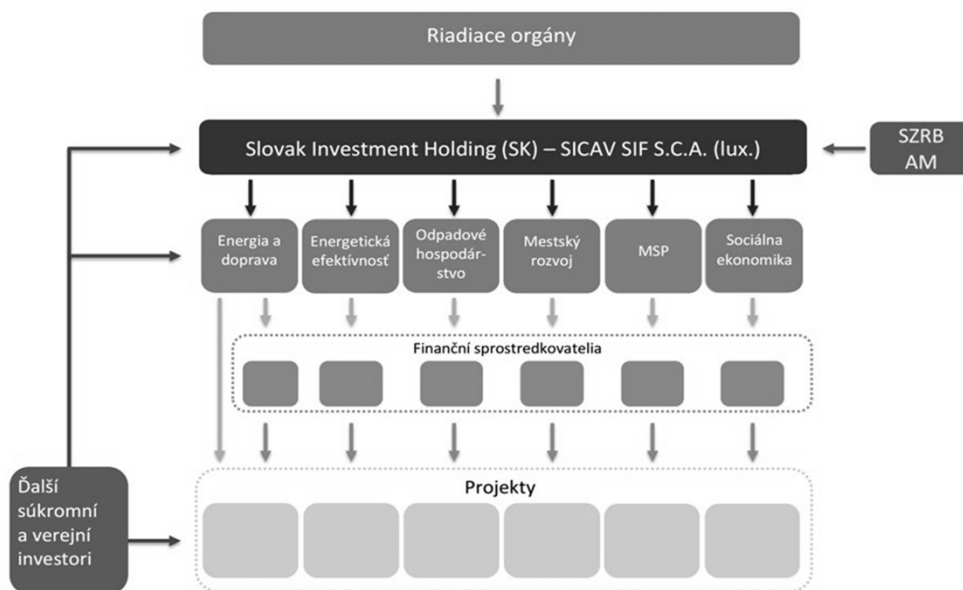 Riadiace orgány
Slovak Investment Holding (SK) – SICAV SIF S.C.A. (lux.)
SZRB
AM
Energia a
doprava
Energetická
efektívnosť
Odpadové
hospodár-
stvo
Mestský
rozvoj
MSP
Sociálna
ekonomika
Finanční sprostredkovatelia
Projekty
Ďalší
súkromní
a verejní
investori